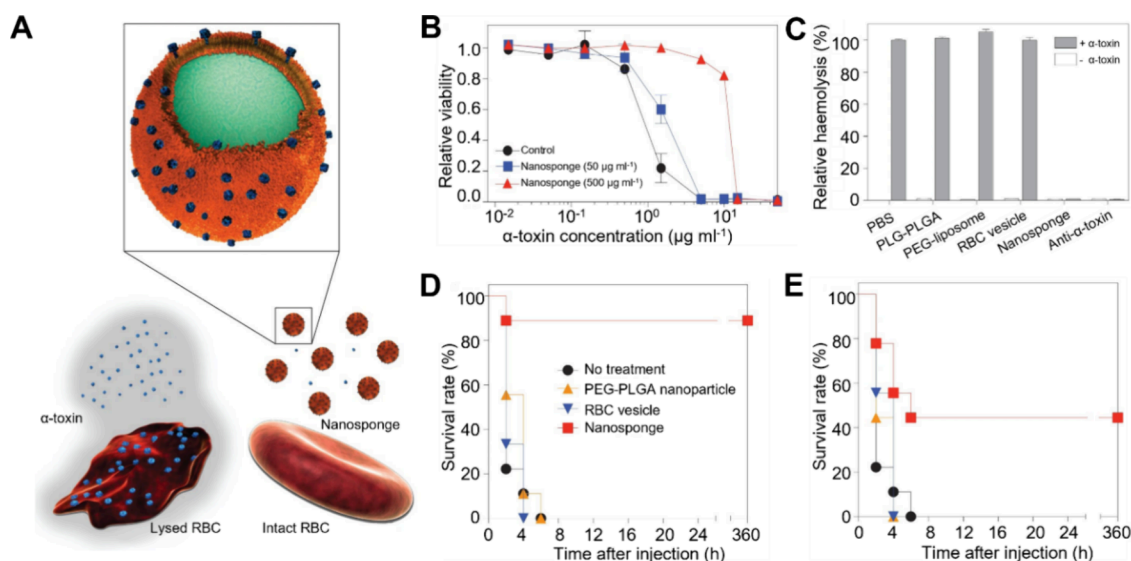 A
α-toxin
Nanosponge
Lysed RBC
Intact RBC
B
Relative viability
1.0
0.8
0.6
0.4
0.2
0.0
Control
Nanosponge (50 µg ml⁻¹)
Nanosponge (500 µg ml⁻¹)
10⁻²
10⁻¹
10⁰
10¹
α-toxin concentration (µg ml⁻¹)
C
Relative haemolysis (%)
100
80
60
40
20
0
+ α-toxin
- α-toxin
PBS
PLG-PLGA
PEG-liposome
RBC vesicle
Nanosponge
Anti-α-toxin
D
Survival rate (%)
100
80
60
40
20
0
No treatment
PEG-PLGA nanoparticle
RBC vesicle
Nanosponge
0 4 8 12 16 20 24 360
Time after injection (h)
E
Survival rate (%)
100
80
60
40
20
0
0 4 8 12 16 20 24 360
Time after injection (h)